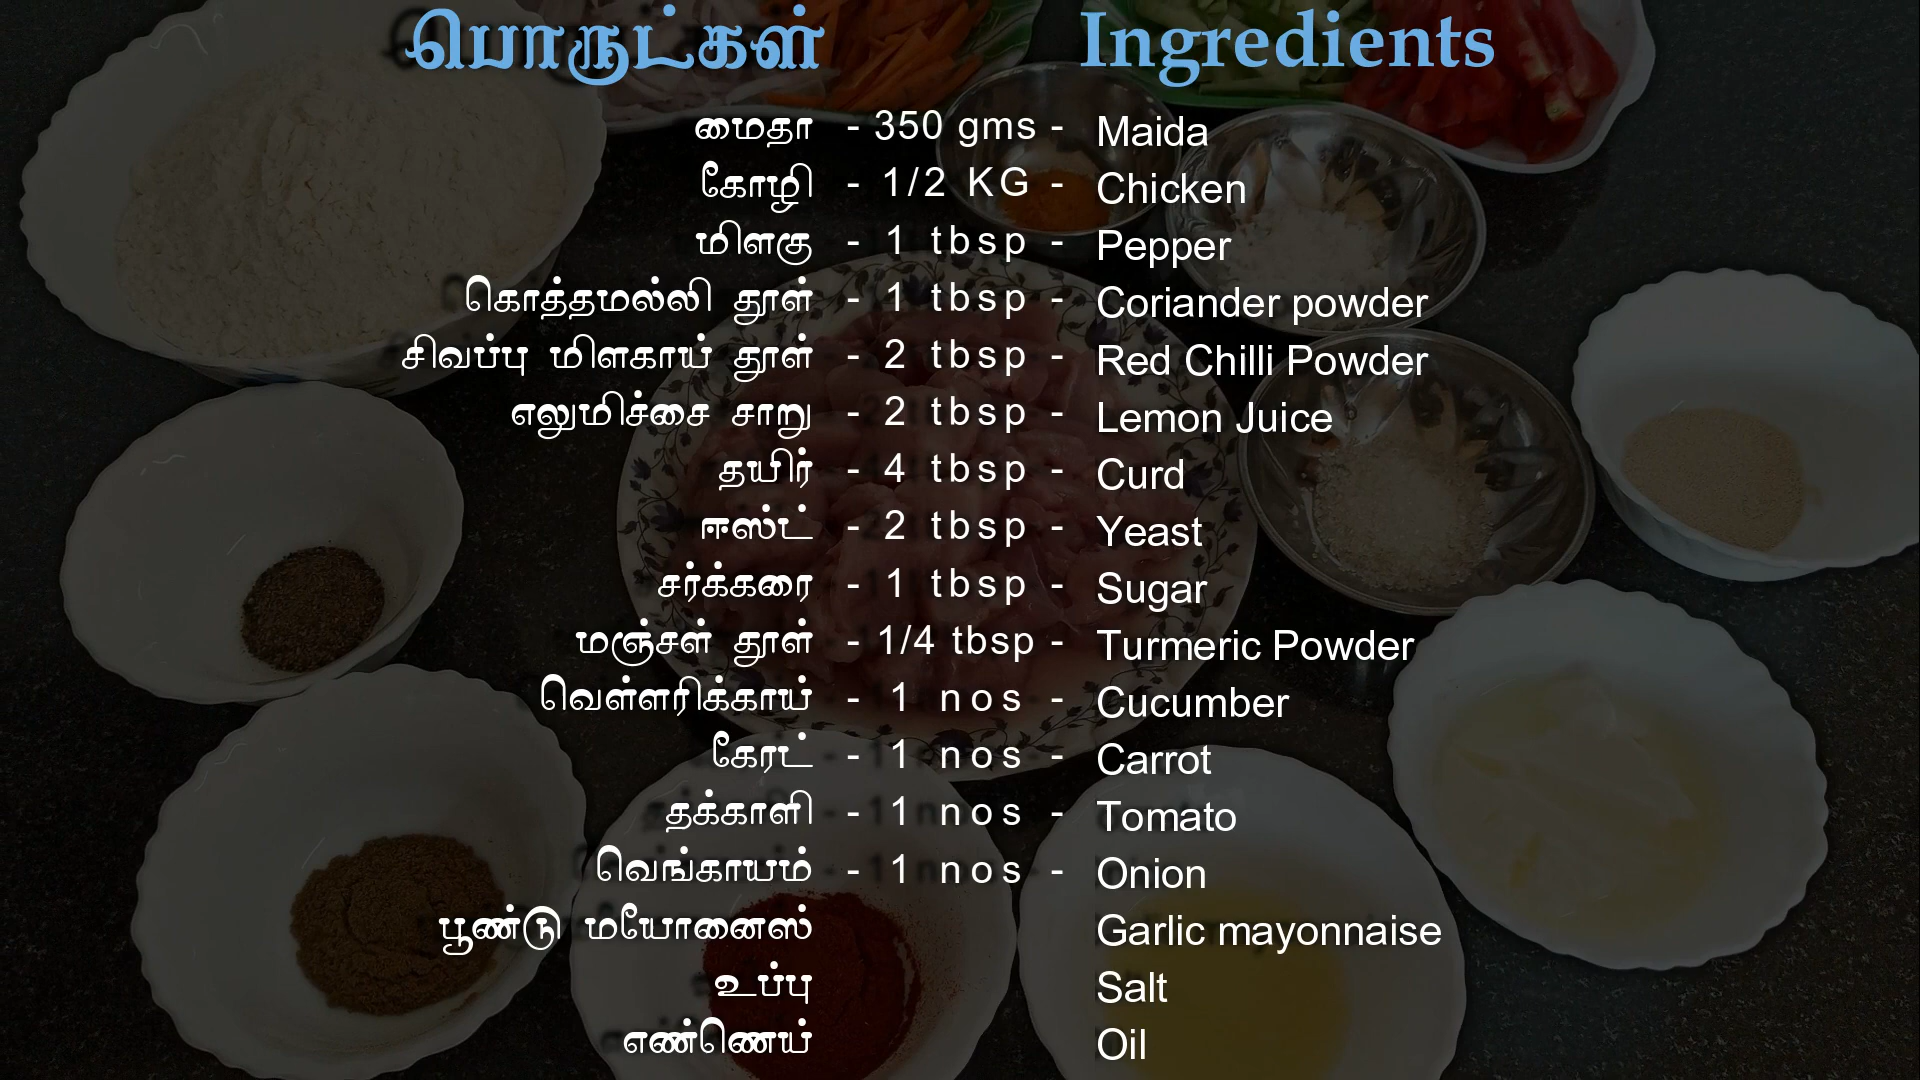 பொருட்கள் Ingredients
மைதா - 350 gms - Maida
கோழி - 1/2 KG - Chicken
மிளகு - 1 tbsp - Pepper
கொத்தமல்லி தூள் - 1 tbsp - Coriander powder
சிவப்பு மிளகாய் தூள் - 2 tbsp - Red Chilli Powder
எலுமிச்சை சாறு - 2 tbsp - Lemon Juice
தயிர் - 4 tbsp - Curd
ஈஸ்ட் - 2 tbsp - Yeast
சர்க்கரை - 1 tbsp - Sugar
மஞ்சள் தூள் - 1/4 tbsp - Turmeric Powder
வெள்ளரிக்காய் - 1 nos - Cucumber
கேரட் - 1 nos - Carrot
தக்காளி - 1 nos - Tomato
வெங்காயம் - 1 nos - Onion
பூண்டு மயோனைஸ் Garlic mayonnaise
உப்பு Salt
எண்ணெய் Oil